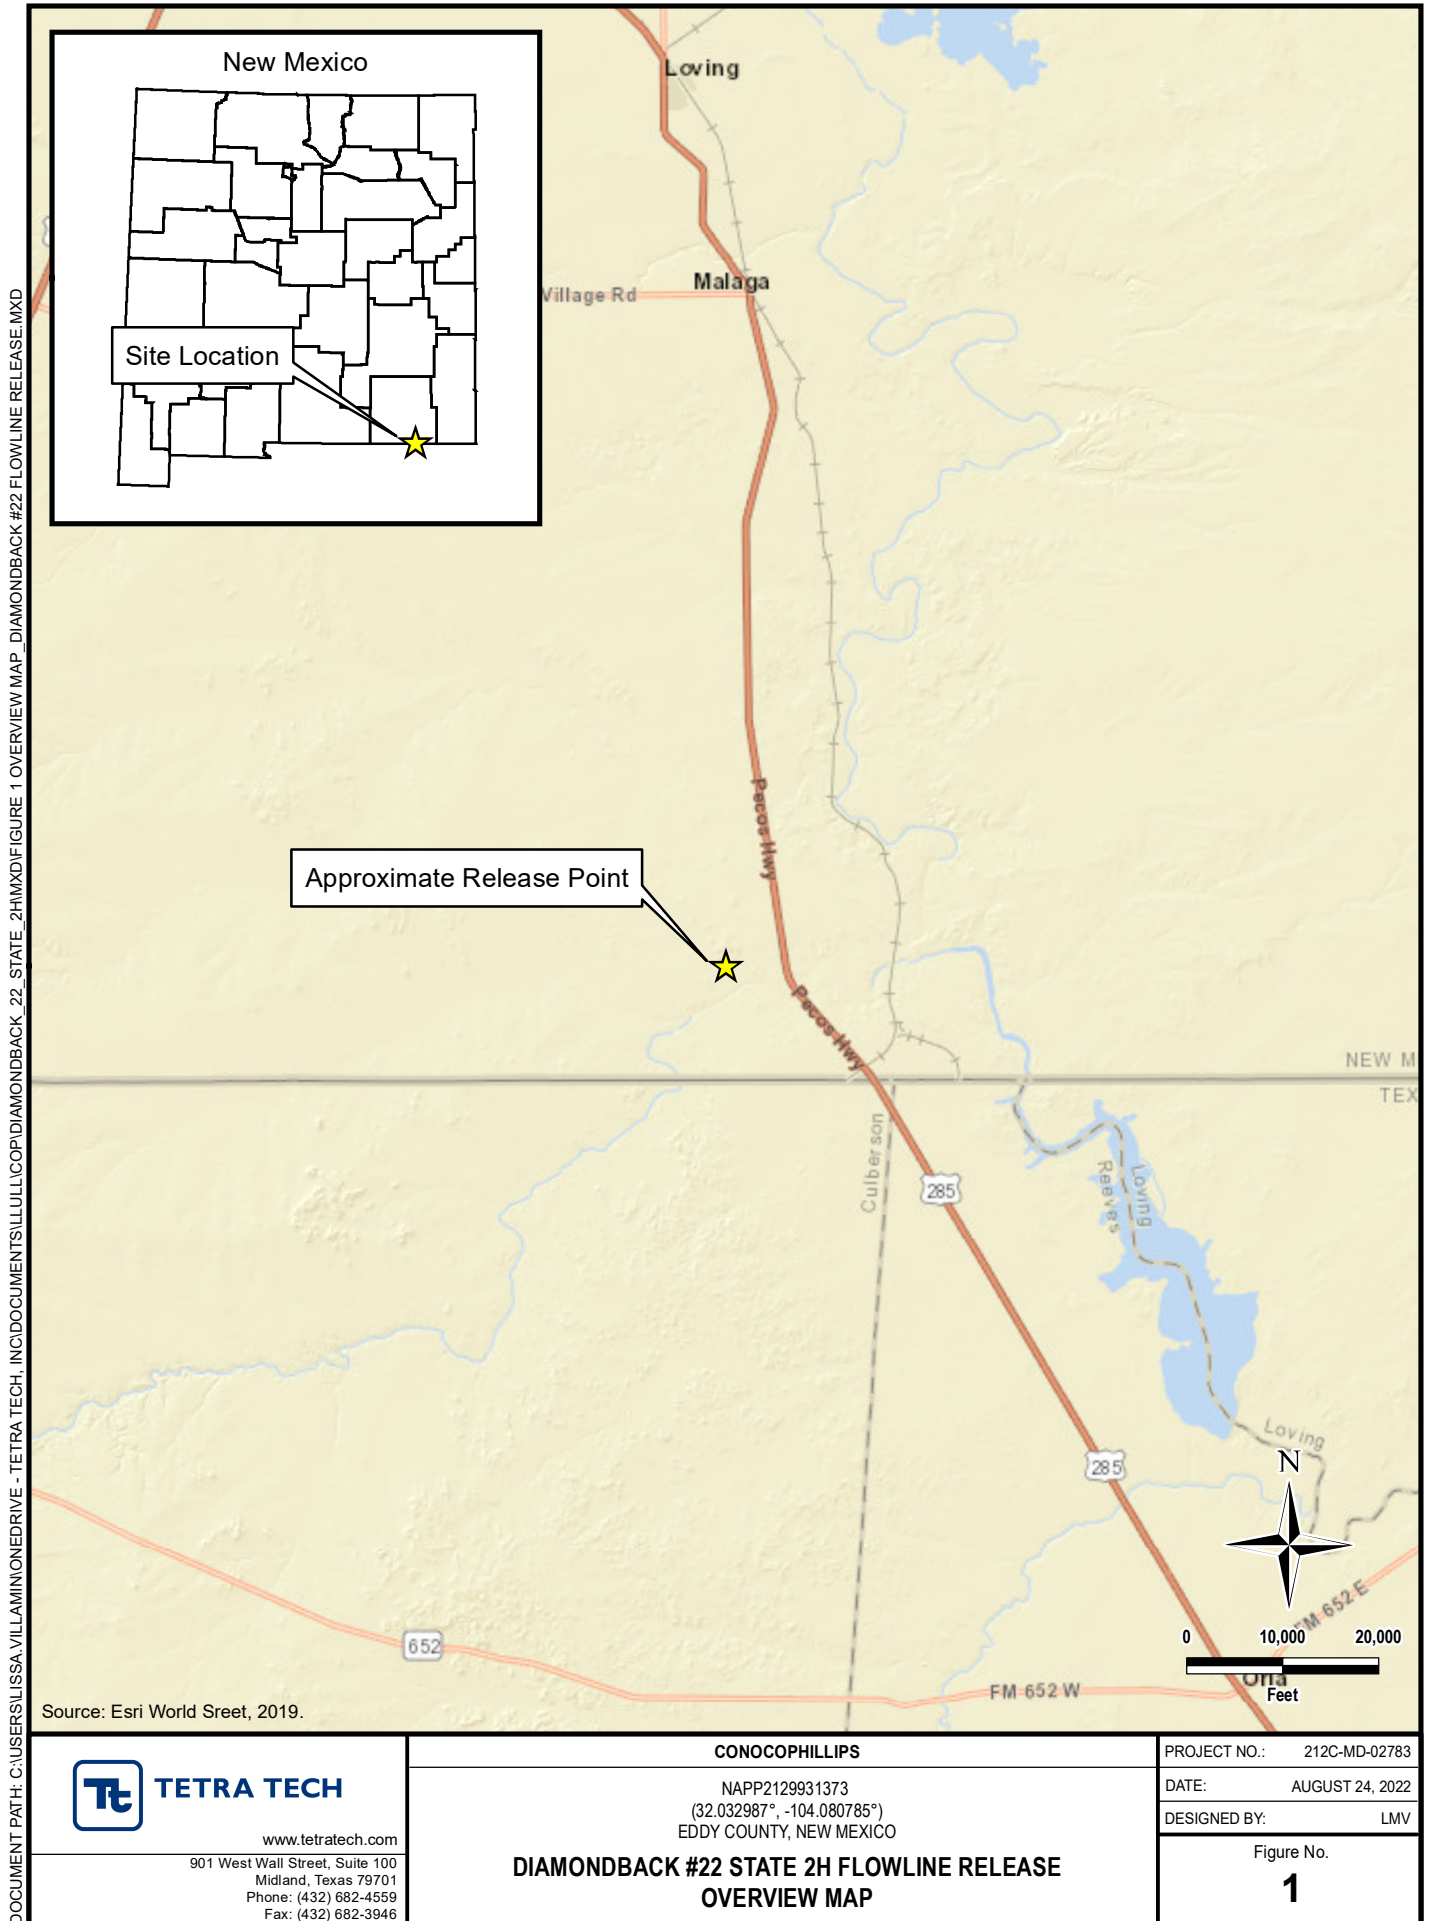 New Mexico
Site Location
Loving
Village Rd
Malaga
Pecos Hwy
Approximate Release Point
Pecos Hwy
NEW M
TEX
Culberson
285
Loving
Reeves
Loving
285
N
652
FM 652 W
FM 652 E
Orla
0 10,000 20,000
Feet
Source: Esri World Sreet, 2019.
DOCUMENT PATH: C:\USERS\LISSA.VILLAMIN\ONEDRIVE - TETRA TECH, INC\DOCUMENTS\LLULL\COP\DIAMONDBACK_22_STATE_2H\MXD\FIGURE 1 OVERVIEW MAP_DIAMONDBACK #22 FLOWLINE RELEASE.MXD
Tt TETRA TECH
www.tetratech.com
901 West Wall Street, Suite 100
Midland, Texas 79701
Phone: (432) 682-4559
Fax: (432) 682-3946
CONOCOPHILLIPS
NAPP2129931373
(32.032987°, -104.080785°)
EDDY COUNTY, NEW MEXICO
DIAMONDBACK #22 STATE 2H FLOWLINE RELEASE
OVERVIEW MAP
PROJECT NO.: 212C-MD-02783
DATE: AUGUST 24, 2022
DESIGNED BY: LMV
Figure No.
1